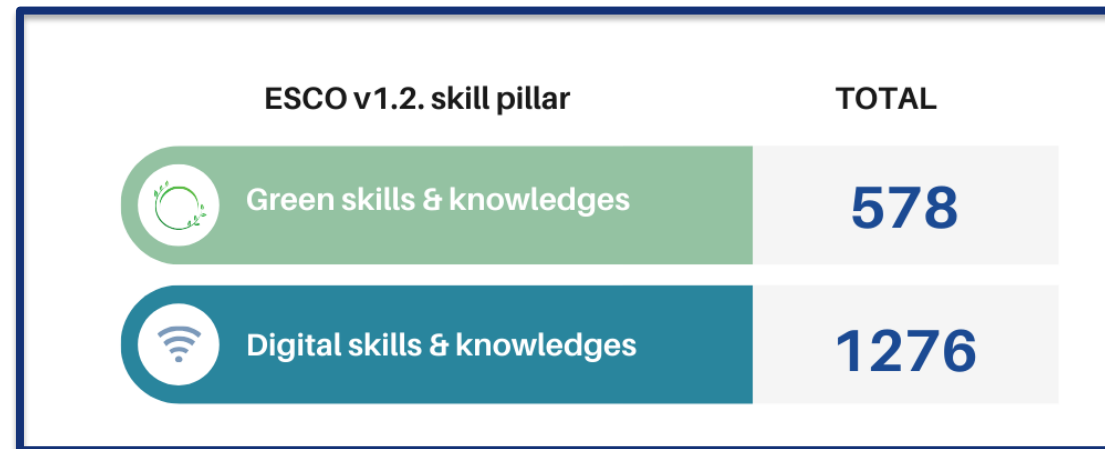 ESCO v1.2. skill pillar TOTAL
Green skills & knowledges 578
Digital skills & knowledges 1276